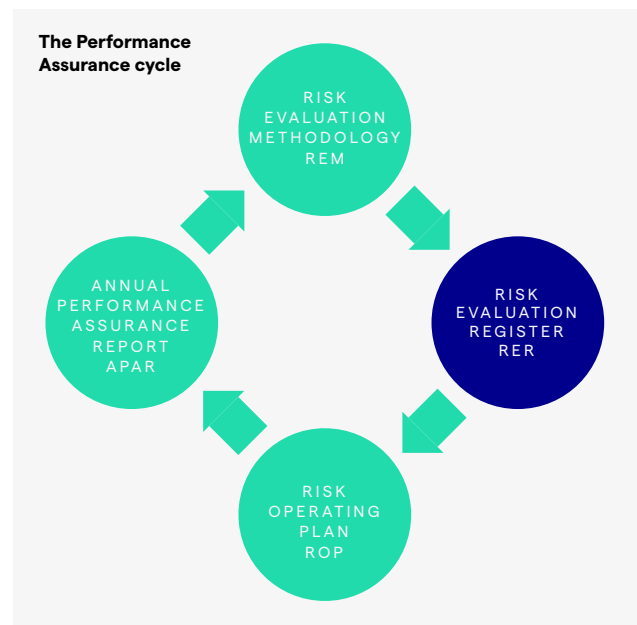 The Performance
Assurance cycle
RISK
EVALUATION
METHODOLOGY
REM
RISK
EVALUATION
REGISTER
RER
RISK
OPERATING
PLAN
ROP
ANNUAL
PERFORMANCE
ASSURANCE
REPORT
APAR